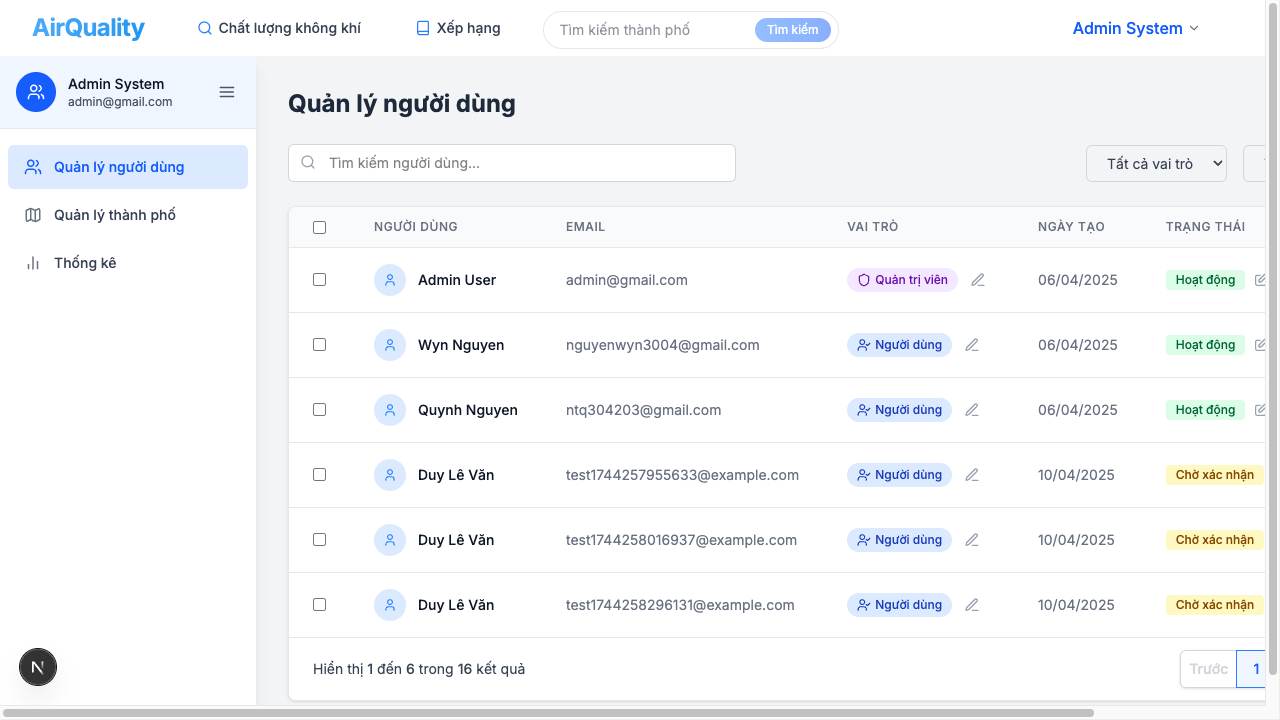 AirQuality
Chất lượng không khí
Xếp hạng
Tìm kiếm thành phố
Tìm kiếm
Admin System
Admin System
admin@gmail.com
Quản lý người dùng
Quản lý thành phố
Thống kê
Quản lý người dùng
Tìm kiếm người dùng...
Tất cả vai trò
NGƯỜI DÙNG EMAIL VAI TRÒ NGÀY TẠO TRẠNG THÁI
Admin User admin@gmail.com Quản trị viên 06/04/2025 Hoạt động
Wyn Nguyen nguyenwyn3004@gmail.com Người dùng 06/04/2025 Hoạt động
Quynh Nguyen ntq304203@gmail.com Người dùng 06/04/2025 Hoạt động
Duy Lê Văn test1744257955633@example.com Người dùng 10/04/2025 Chờ xác nhận
Duy Lê Văn test1744258016937@example.com Người dùng 10/04/2025 Chờ xác nhận
Duy Lê Văn test1744258296131@example.com Người dùng 10/04/2025 Chờ xác nhận
Hiển thị 1 đến 6 trong 16 kết quả
Trước 1
N